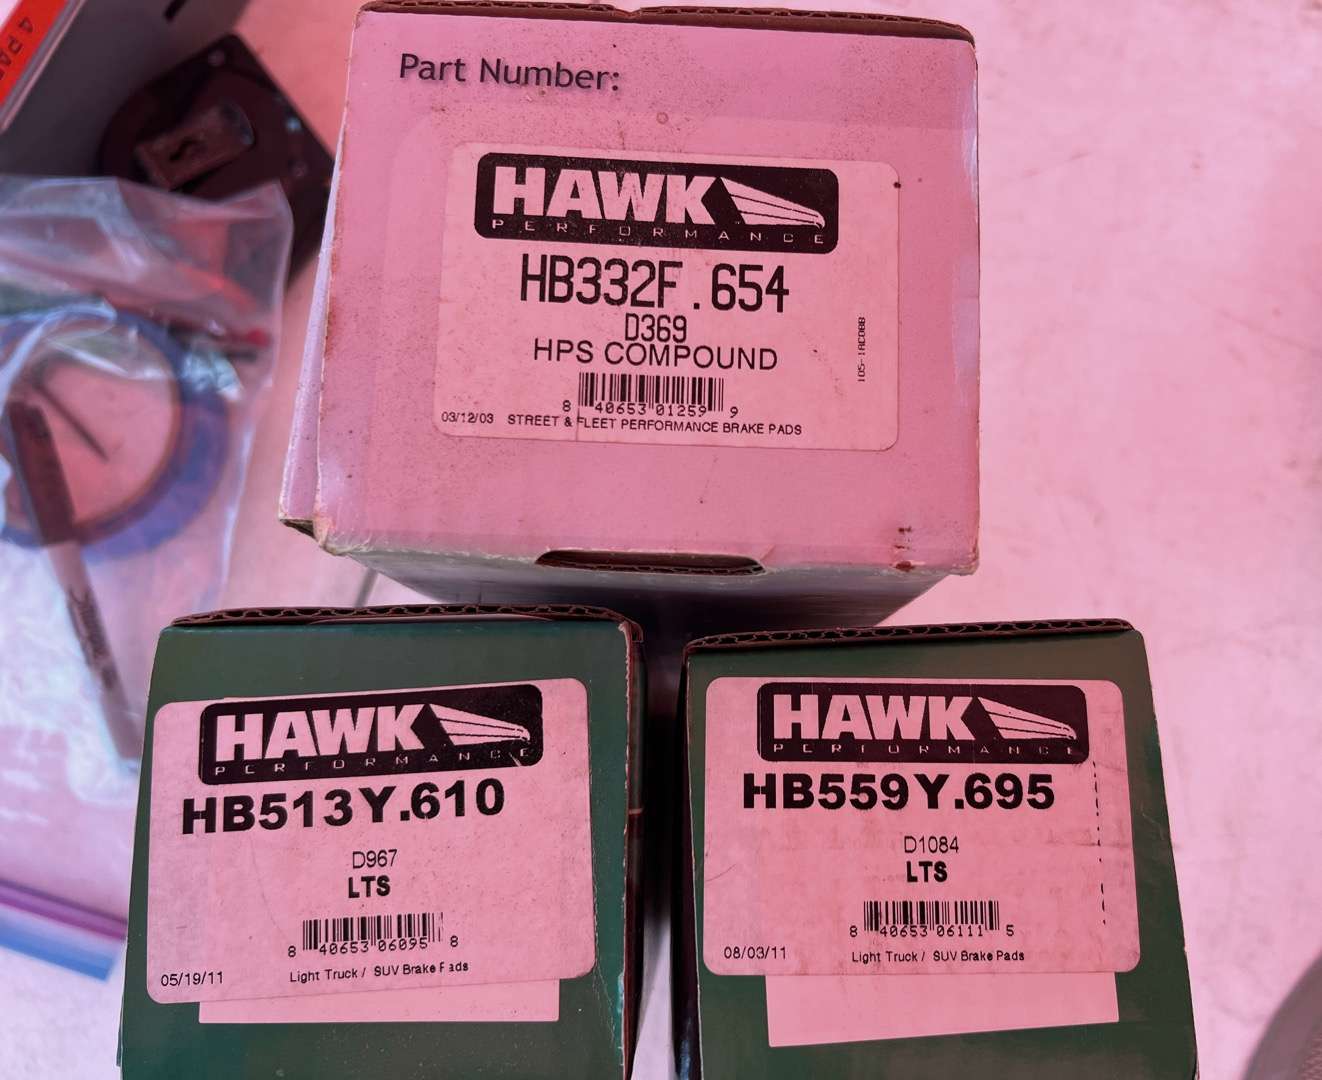 4 PA
Part Number:
HAWK
PERFORMANCE
HB332F.654
D369
HPS COMPOUND
8 40653 01259 9
03/12/03 STREET & FLEET PERFORMANCE BRAKE PADS
HAWK
PERFORMANCE
HB513Y.610
D967
LTS
8 40653 06095 8
05/19/11 Light Truck / SUV Brake Pads
HAWK
PERFORMANCE
HB559Y.695
D1084
LTS
8 40653 06111 5
08/03/11 Light Truck / SUV Brake Pads